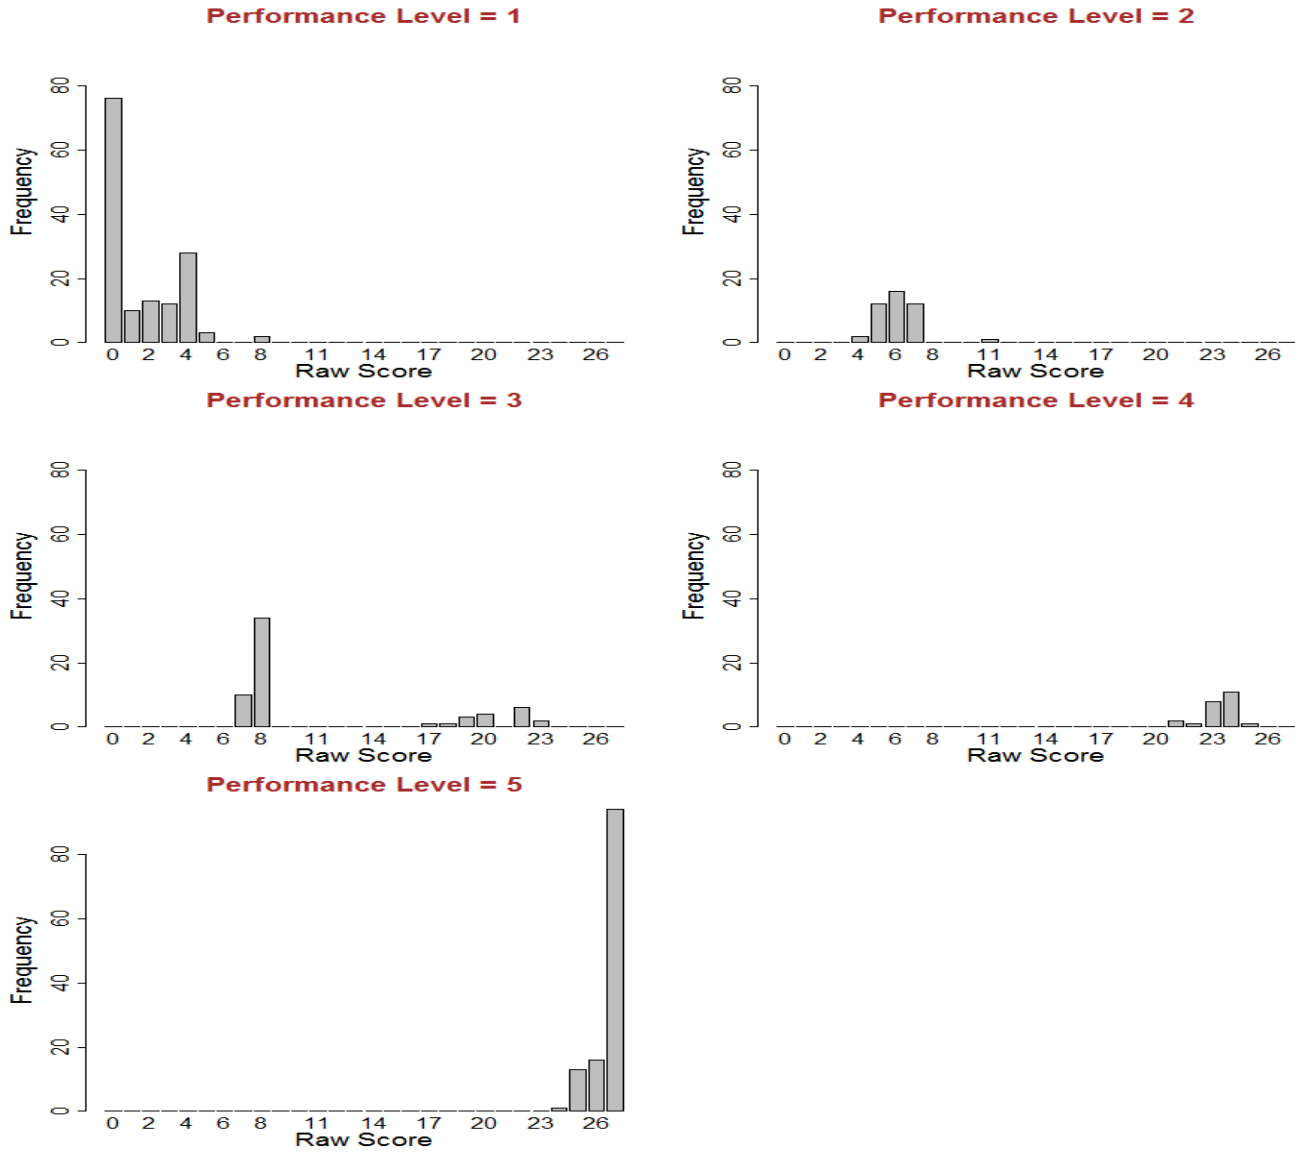 Performance Level = 1
Frequency
0 20 40 60 80
0 2 4 6 8 11 14 17 20 23 26
Raw Score
Performance Level = 2
Frequency
0 20 40 60 80
0 2 4 6 8 11 14 17 20 23 26
Raw Score
Performance Level = 3
Frequency
0 20 40 60 80
0 2 4 6 8 11 14 17 20 23 26
Raw Score
Performance Level = 4
Frequency
0 20 40 60 80
0 2 4 6 8 11 14 17 20 23 26
Raw Score
Performance Level = 5
Frequency
0 20 40 60 80
0 2 4 6 8 11 14 17 20 23 26
Raw Score